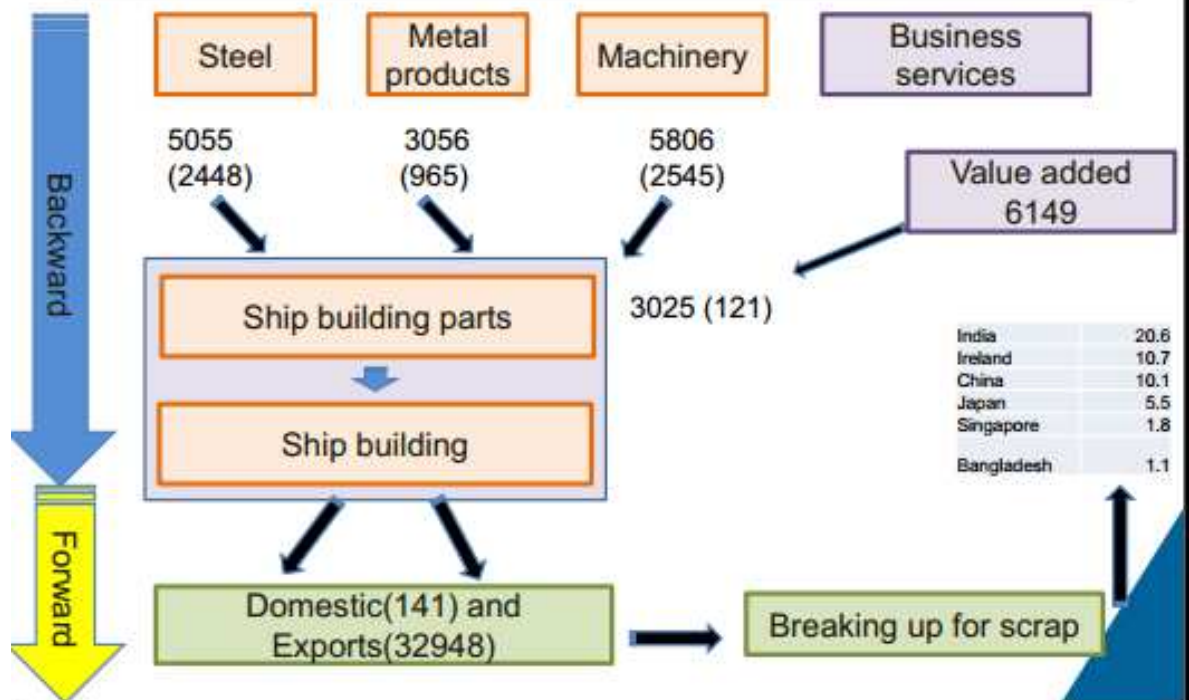 Steel
Metal
products
Machinery
Business
services
5055
(2448)
3056
(965)
5806
(2545)
Value added
6149
Backward
Ship building parts
3025 (121)
India 20.6
Ireland 10.7
China 10.1
Japan 5.5
Singapore 1.8
Bangladesh 1.1
Ship building
Forward
Domestic(141) and
Exports(32948)
Breaking up for scrap